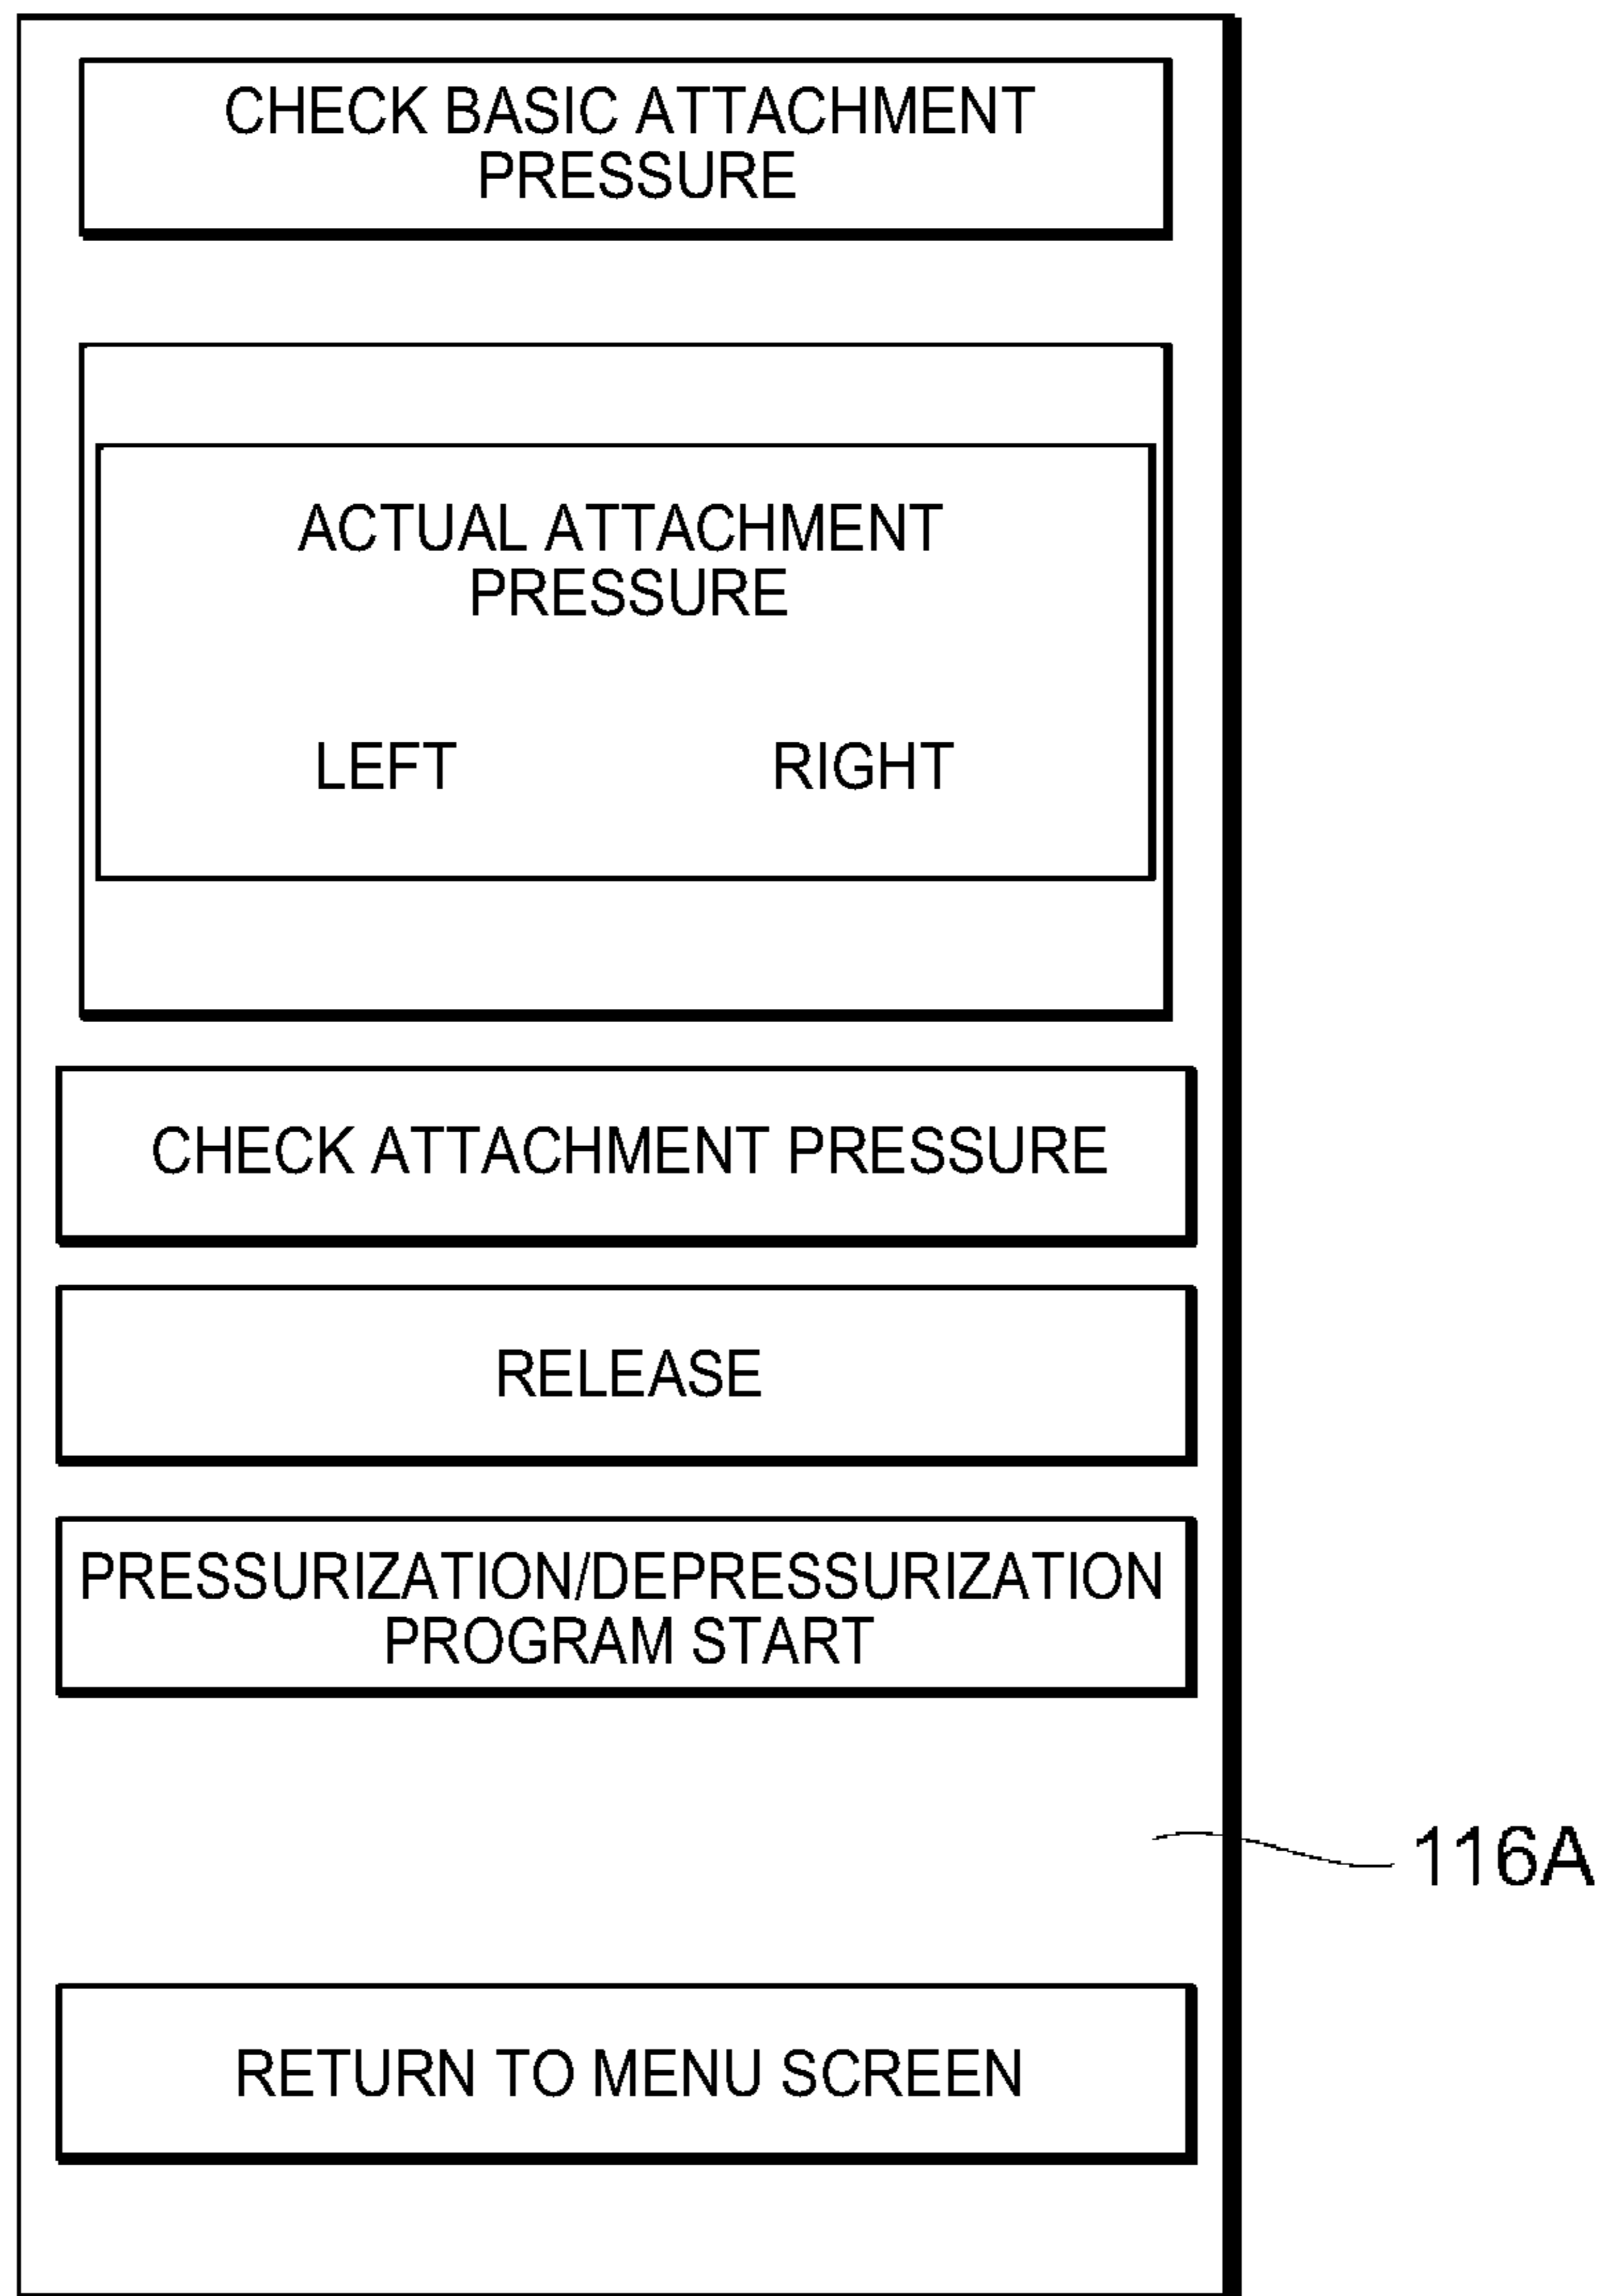 CHECK BASIC ATTACHMENT
PRESSURE
ACTUAL ATTACHMENT
PRESSURE
LEFT RIGHT
CHECK ATTACHMENT PRESSURE
RELEASE
PRESSURIZATION/DEPRESSURIZATION
PROGRAM START
116A
RETURN TO MENU SCREEN